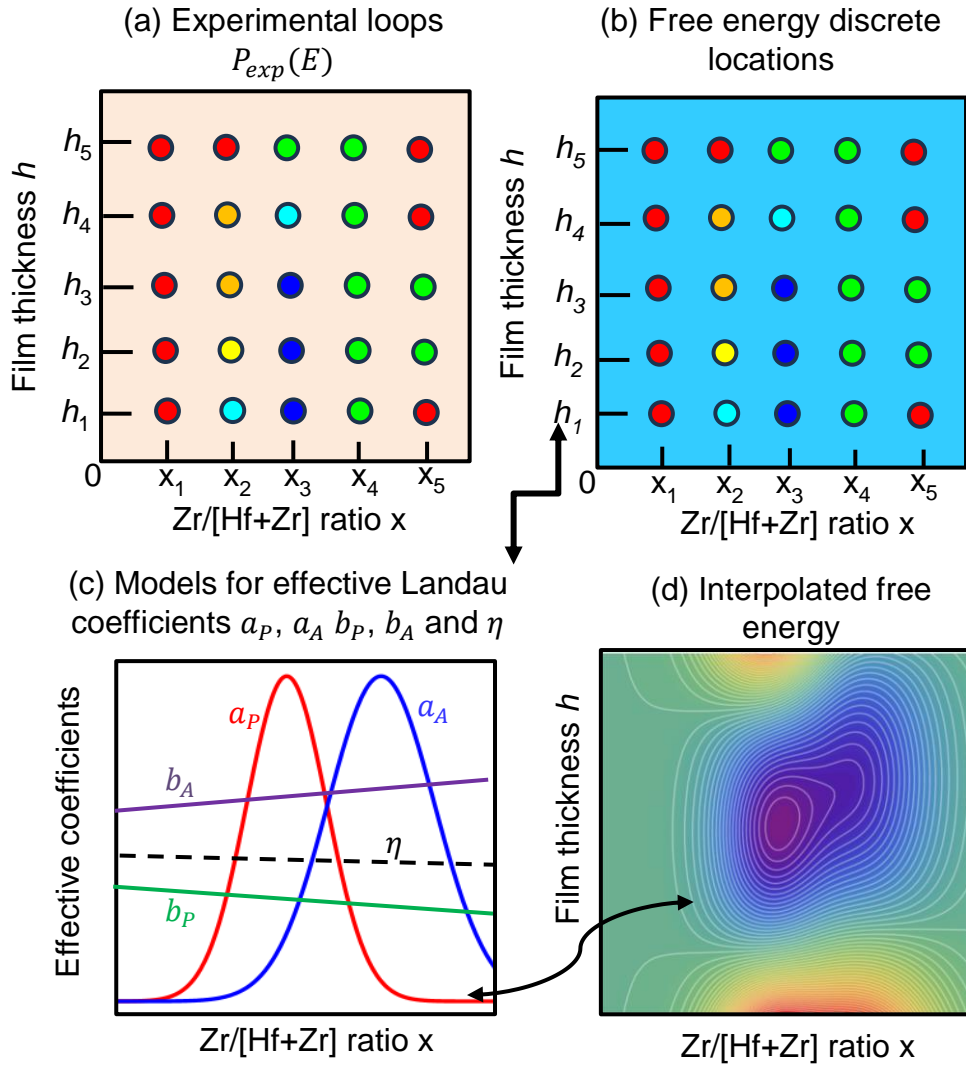 (a) Experimental loops
P_exp(E)
Film thickness h
h₅
h₄
h₃
h₂
h₁
0
x₁ x₂ x₃ x₄ x₅
Zr/[Hf+Zr] ratio x
(b) Free energy discrete
locations
Film thickness h
h₅
h₄
h₃
h₂
h₁
0
x₁ x₂ x₃ x₄ x₅
Zr/[Hf+Zr] ratio x
(c) Models for effective Landau
coefficients a_P, a_A b_P, b_A and η
Effective coefficients
a_P
a_A
b_A
η
b_P
Zr/[Hf+Zr] ratio x
(d) Interpolated free
energy
Film thickness h
Zr/[Hf+Zr] ratio x